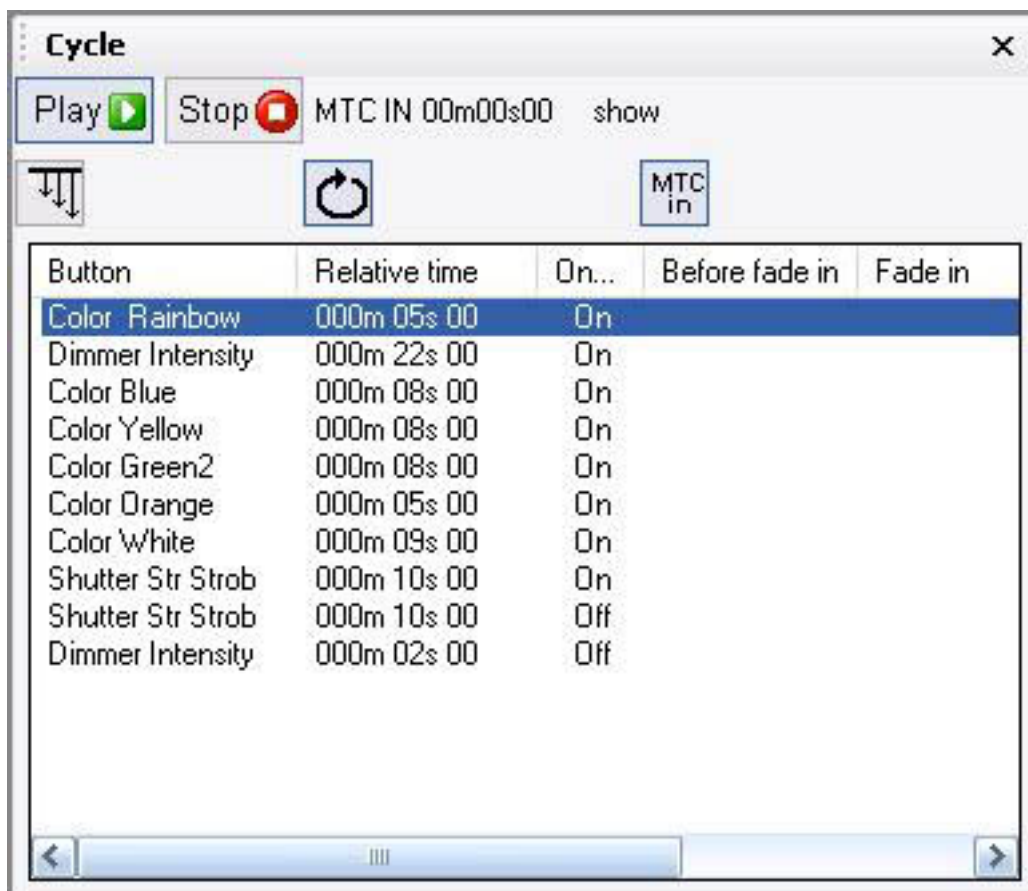 Cycle
Play Stop MTC IN 00m00s00 show
MTC in
Button Relative time On... Before fade in Fade in
Color Rainbow 000m 05s 00 On
Dimmer Intensity 000m 22s 00 On
Color Blue 000m 08s 00 On
Color Yellow 000m 08s 00 On
Color Green2 000m 08s 00 On
Color Orange 000m 05s 00 On
Color White 000m 09s 00 On
Shutter Str Strob 000m 10s 00 On
Shutter Str Strob 000m 10s 00 Off
Dimmer Intensity 000m 02s 00 Off